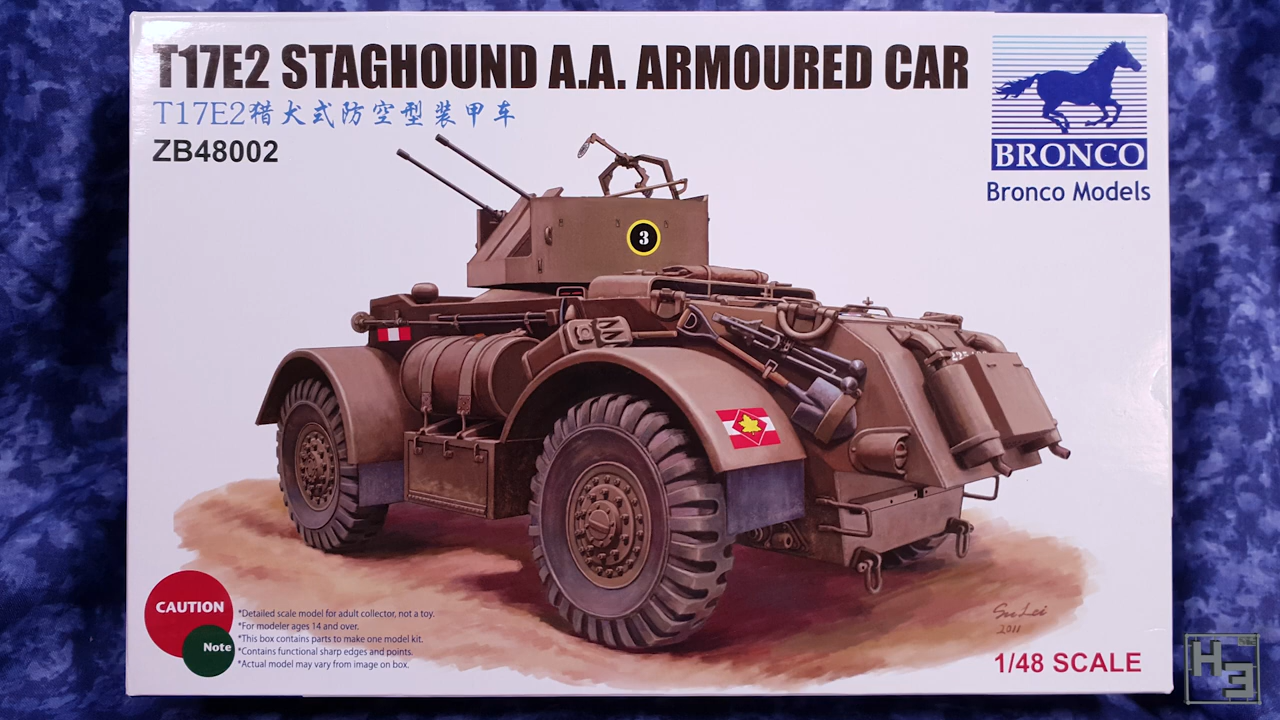 T17E2 STAGHOUND A.A. ARMOURED CAR
T17E2猎犬式防空型装甲车
ZB48002
BRONCO
Bronco Models
3
CAUTION
Note
*Detailed scale model for adult collector, not a toy.
*For modeler ages 14 and over.
*This box contains parts to make one model kit.
*Contains functional sharp edges and points.
*Actual model may vary from image on box.
Su Lei
2011
1/48 SCALE
H3